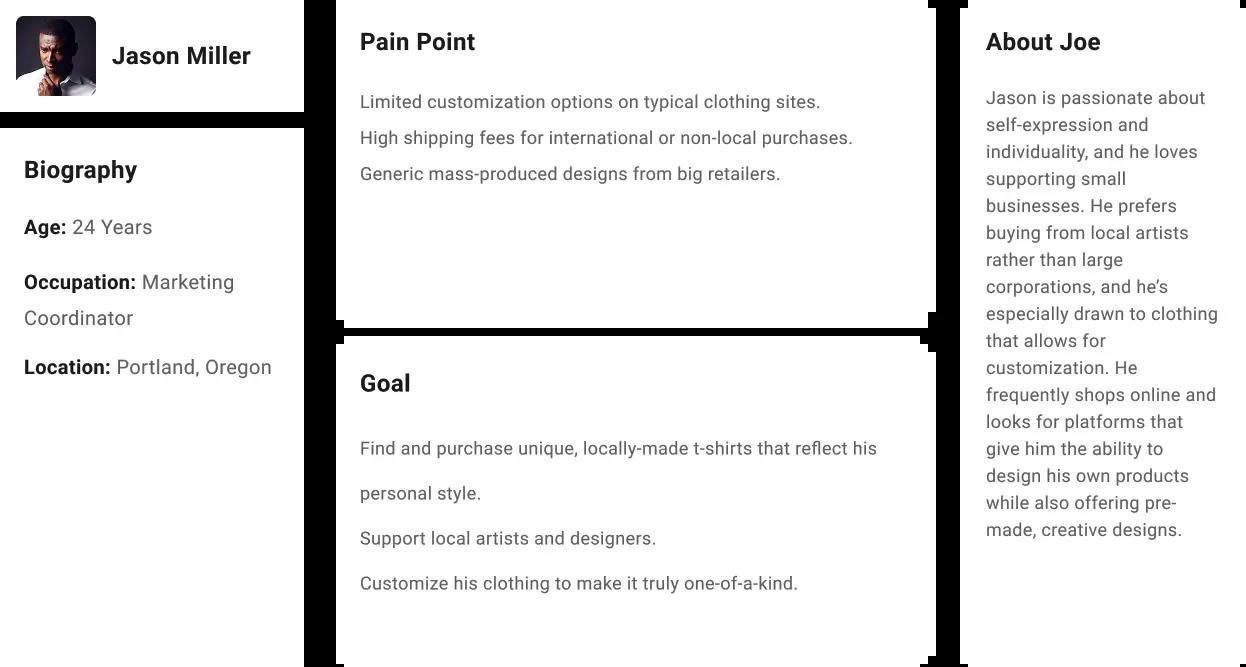 Jason Miller
Biography
Age: 24 Years
Occupation: Marketing
Coordinator
Location: Portland, Oregon
Pain Point
Limited customization options on typical clothing sites.
High shipping fees for international or non-local purchases.
Generic mass-produced designs from big retailers.
Goal
Find and purchase unique, locally-made t-shirts that reflect his
personal style.
Support local artists and designers.
Customize his clothing to make it truly one-of-a-kind.
About Joe
Jason is passionate about
self-expression and
individuality, and he loves
supporting small
businesses. He prefers
buying from local artists
rather than large
corporations, and he’s
especially drawn to clothing
that allows for
customization. He
frequently shops online and
looks for platforms that
give him the ability to
design his own products
while also offering pre-
made, creative designs.